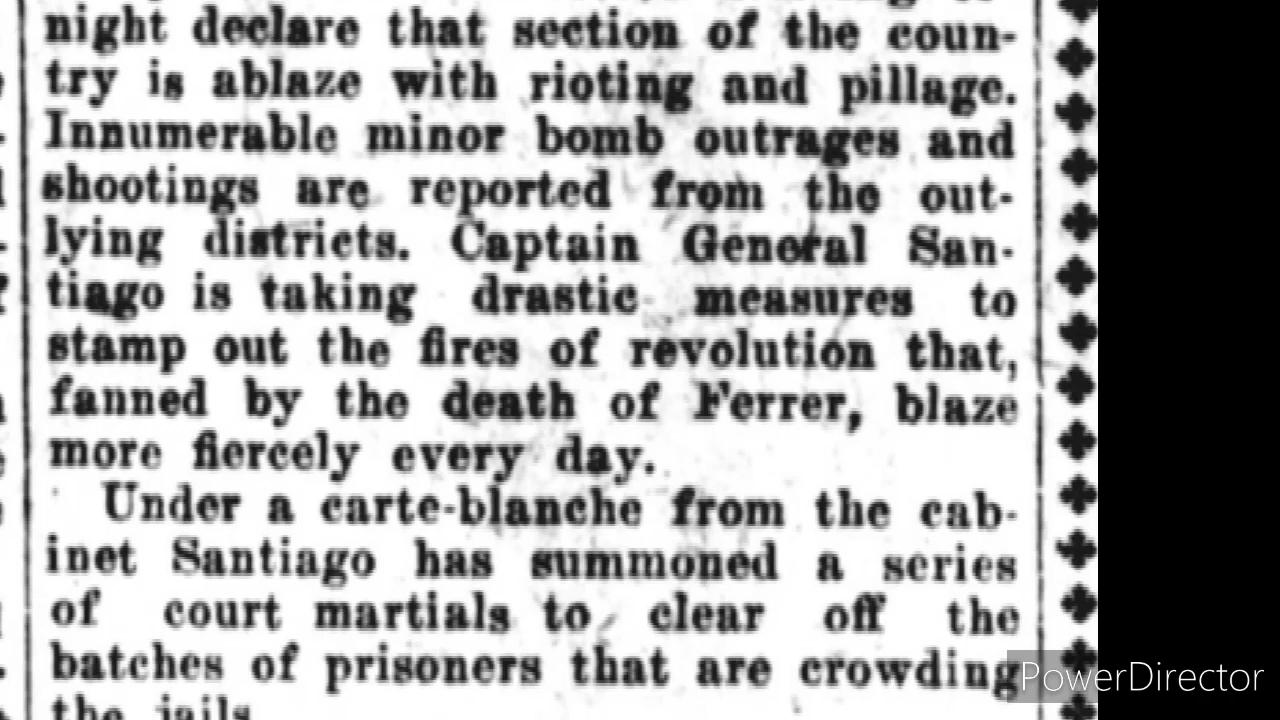 night declare that section of the coun-
try is ablaze with rioting and pillage.
Innumerable minor bomb outrages and
shootings are reported from the out-
lying districts. Captain General San-
tiago is taking drastic measures to
stamp out the fires of revolution that,
fanned by the death of Ferrer, blaze
more fiercely every day.
Under a carte-blanche from the cab-
inet Santiago has summoned a series
of court martials to clear off the
batches of prisoners that are crowding
the jails
PowerDirector